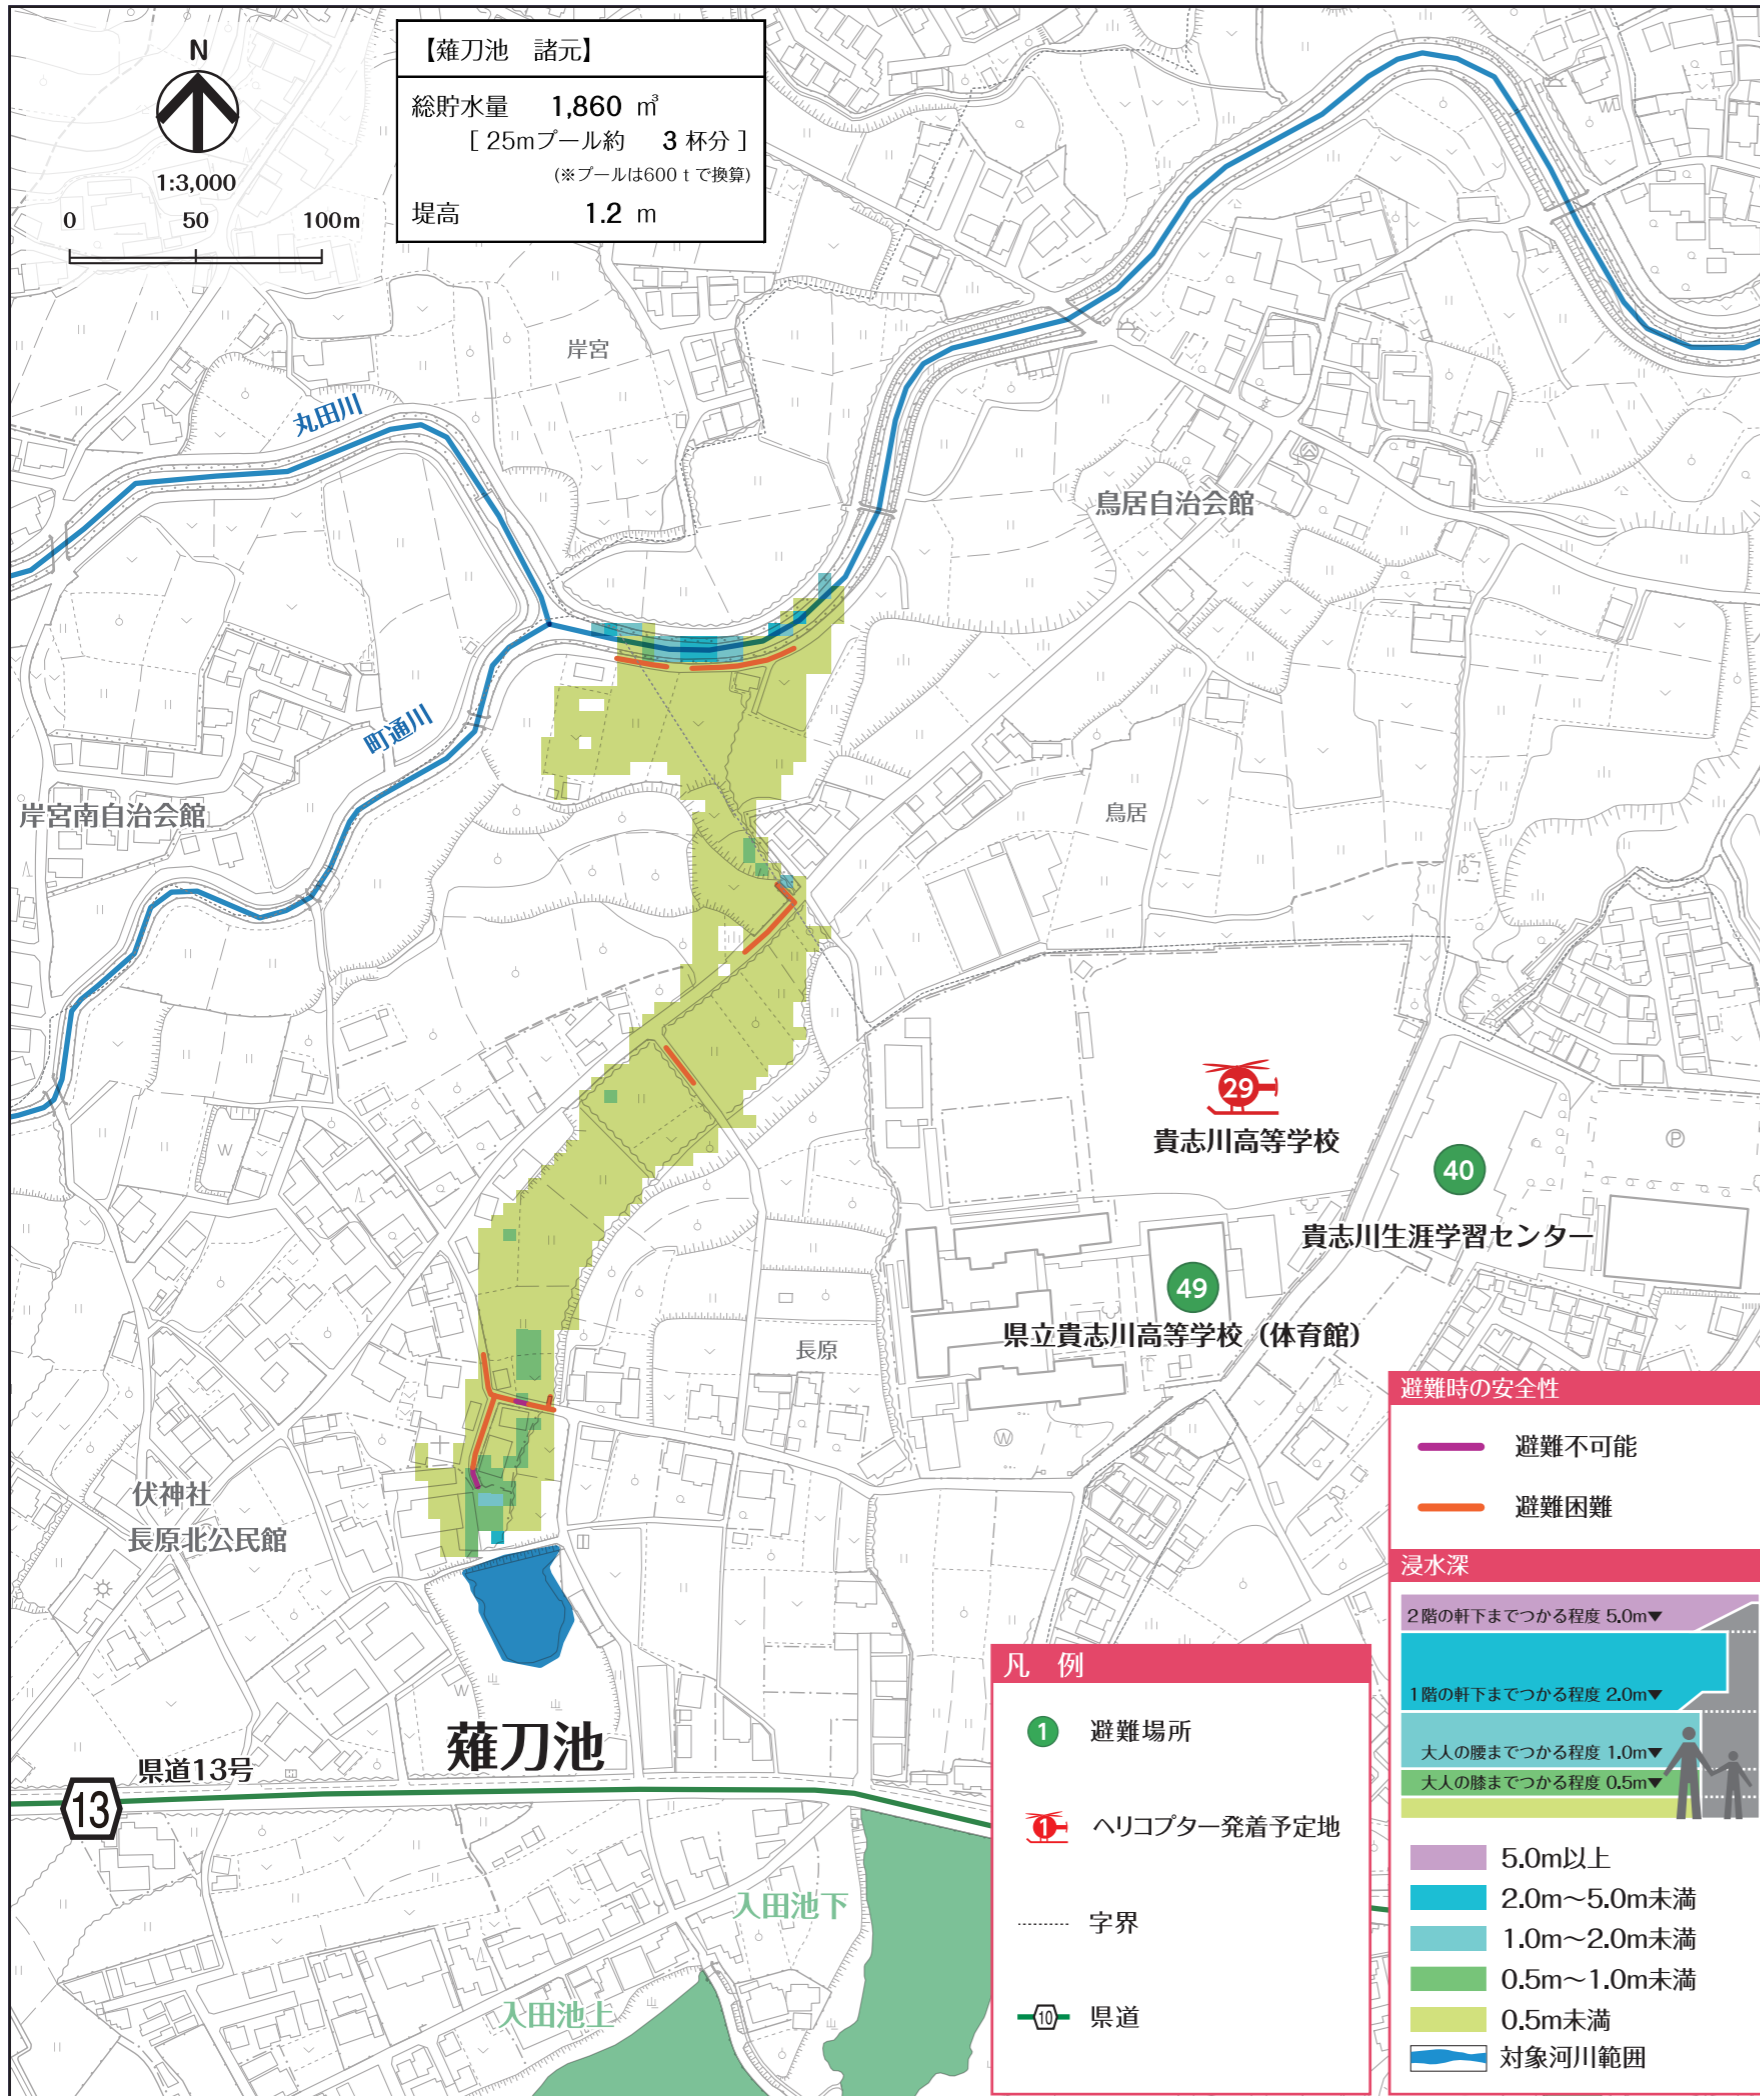 N
1:3,000
0 50 100m
【薙刀池 諸元】
総貯水量 1,860 ㎥
[ 25mプール約 3 杯分 ]
(※プールは600ｔで換算)
堤高 1.2 m
岸宮
丸田川
鳥居自治会館
町通川
岸宮南自治会館
鳥居
29
貴志川高等学校
40
貴志川生涯学習センター
49
県立貴志川高等学校（体育館）
長原
伏神社
長原北公民館
薙刀池
県道13号
13
入田池下
入田池上
凡 例
1 避難場所
1 ヘリコプター発着予定地
字界
10 県道
避難時の安全性
避難不可能
避難困難
浸水深
2階の軒下までつかる程度 5.0m▼
1階の軒下までつかる程度 2.0m▼
大人の腰までつかる程度 1.0m▼
大人の膝までつかる程度 0.5m▼
5.0m以上
2.0m〜5.0m未満
1.0m〜2.0m未満
0.5m〜1.0m未満
0.5m未満
対象河川範囲